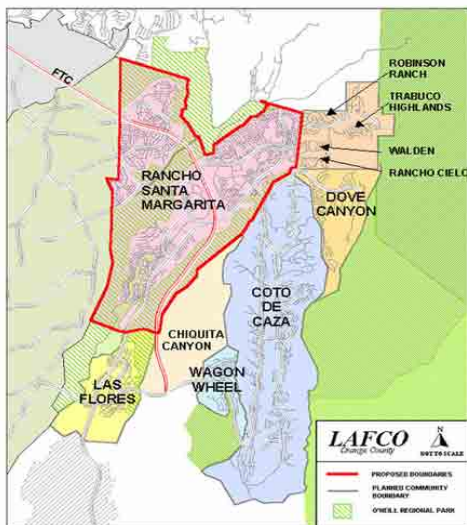 ROBINSON
RANCH
TRABUCO
HIGHLANDS
FTC
WALDEN
RANCHO CIELO
RANCHO
SANTA
MARGARITA
DOVE
CANYON
COTO
DE
CAZA
CHIQUITA
CANYON
WAGON
WHEEL
LAS
FLORES
LAFCO
Orange County
N
NOT TO SCALE
PROPOSED BOUNDARIES
PLANNED COMMUNITY
BOUNDARY
O'NEILL REGIONAL PARK